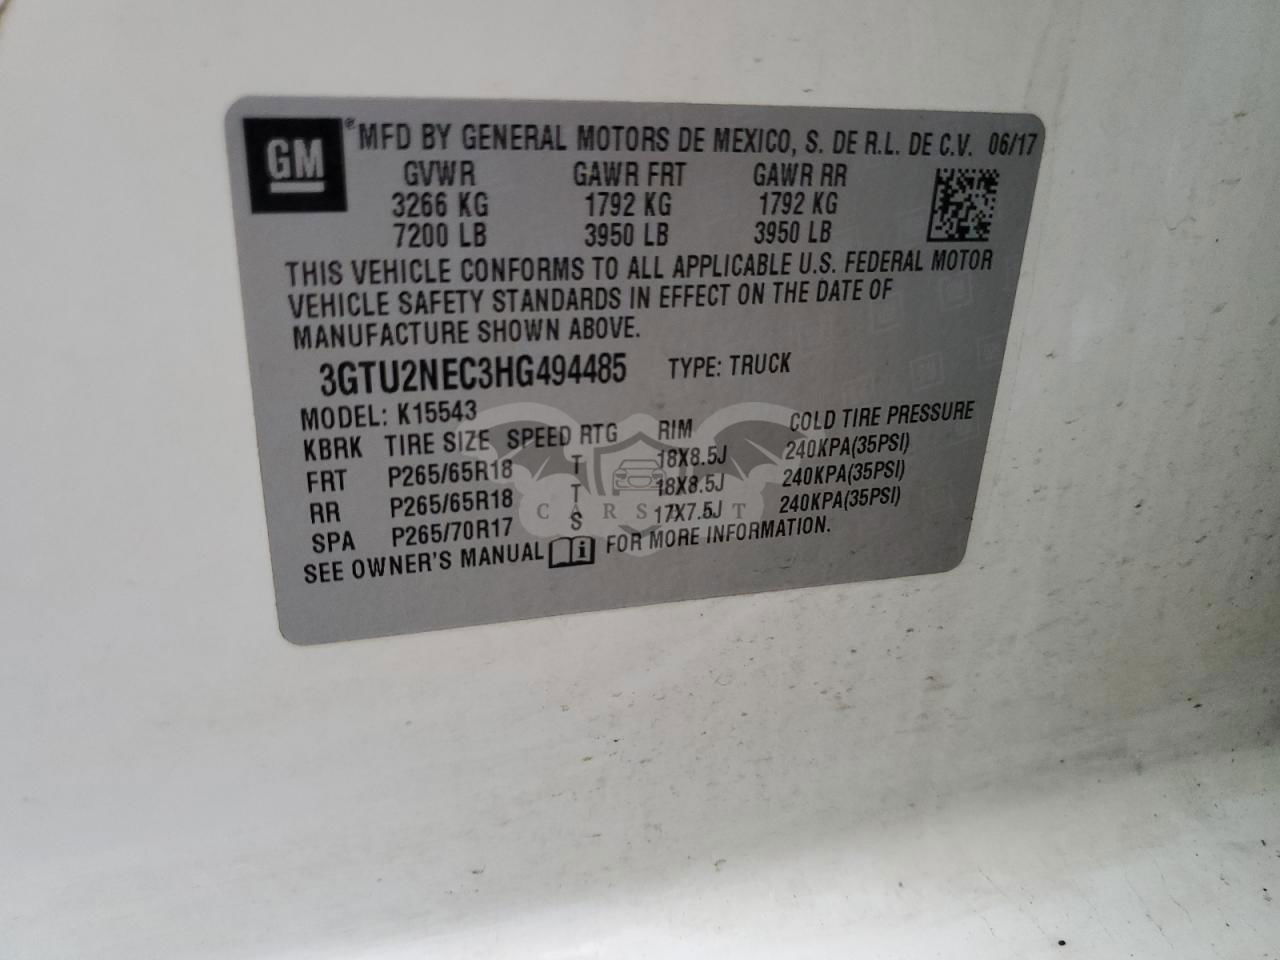 GM ® MFD BY GENERAL MOTORS DE MEXICO, S. DE R.L. DE C.V. 06/17
GVWR GAWR FRT GAWR RR
3266 KG 1792 KG 1792 KG
7200 LB 3950 LB 3950 LB
THIS VEHICLE CONFORMS TO ALL APPLICABLE U.S. FEDERAL MOTOR
VEHICLE SAFETY STANDARDS IN EFFECT ON THE DATE OF
MANUFACTURE SHOWN ABOVE.
3GTU2NEC3HG494485 TYPE: TRUCK
MODEL: K15543
KBRK TIRE SIZE SPEED RTG RIM COLD TIRE PRESSURE
FRT P265/65R18 T 18X8.5J 240KPA(35PSI)
RR P265/65R18 T 18X8.5J 240KPA(35PSI)
SPA P265/70R17 S 17X7.5J 240KPA(35PSI)
SEE OWNER'S MANUAL i FOR MORE INFORMATION.